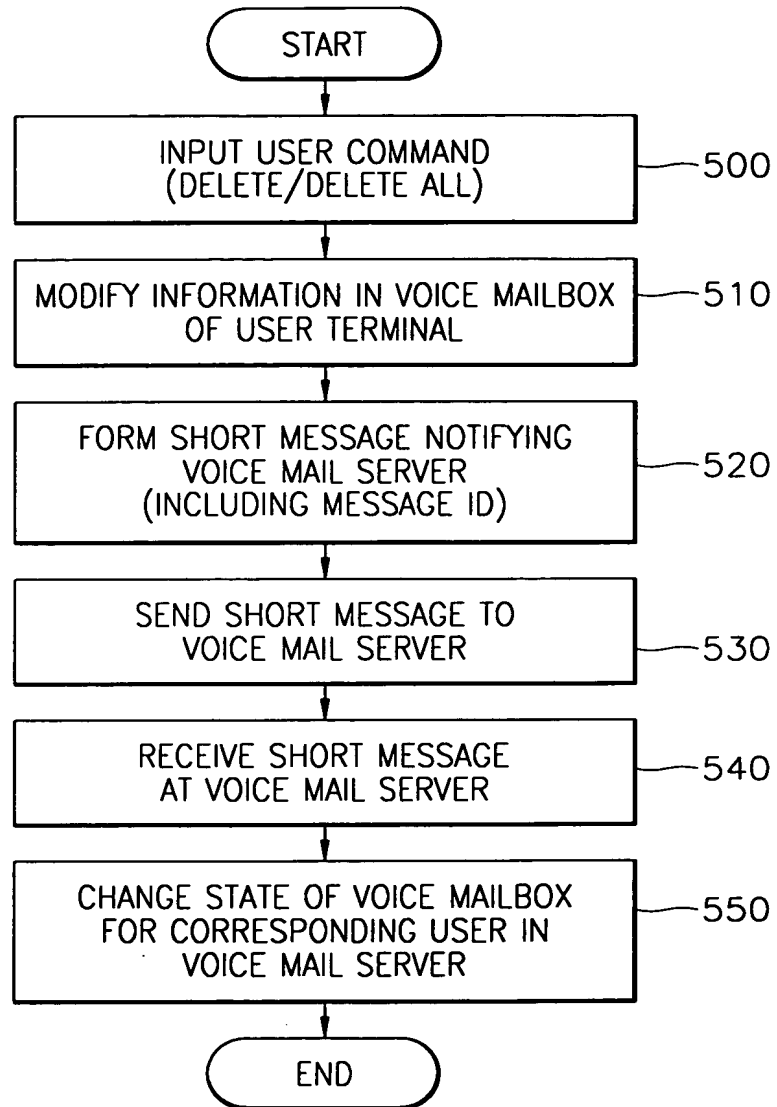 START
INPUT USER COMMAND
(DELETE/DELETE ALL)
500
MODIFY INFORMATION IN VOICE MAILBOX
OF USER TERMINAL
510
FORM SHORT MESSAGE NOTIFYING
VOICE MAIL SERVER
(INCLUDING MESSAGE ID)
520
SEND SHORT MESSAGE TO
VOICE MAIL SERVER
530
RECEIVE SHORT MESSAGE
AT VOICE MAIL SERVER
540
CHANGE STATE OF VOICE MAILBOX
FOR CORRESPONDING USER IN
VOICE MAIL SERVER
550
END